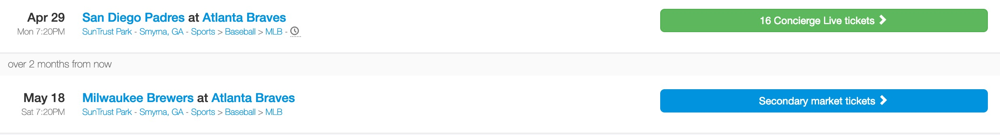 Apr 29
Mon 7:20PM
San Diego Padres at Atlanta Braves
SunTrust Park - Smyrna, GA - Sports > Baseball > MLB -
16 Concierge Live tickets
over 2 months from now
May 18
Sat 7:20PM
Milwaukee Brewers at Atlanta Braves
SunTrust Park - Smyrna, GA - Sports > Baseball > MLB
Secondary market tickets